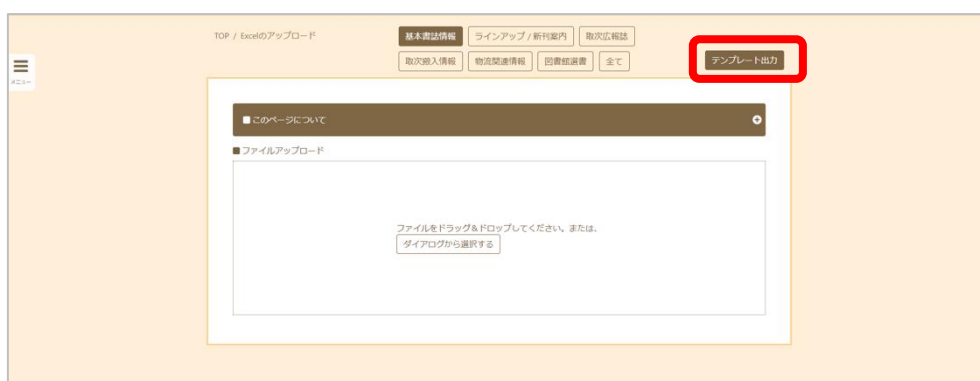 TOP / Excelのアップロード
基本書誌情報 ラインアップ / 新刊案内 取次広報誌
取次搬入情報 物流関連情報 図書館選書 全て
テンプレート出力
メニュー
■このページについて
■ファイルアップロード
ファイルをドラッグ＆ドロップしてください。または、
ダイアログから選択する